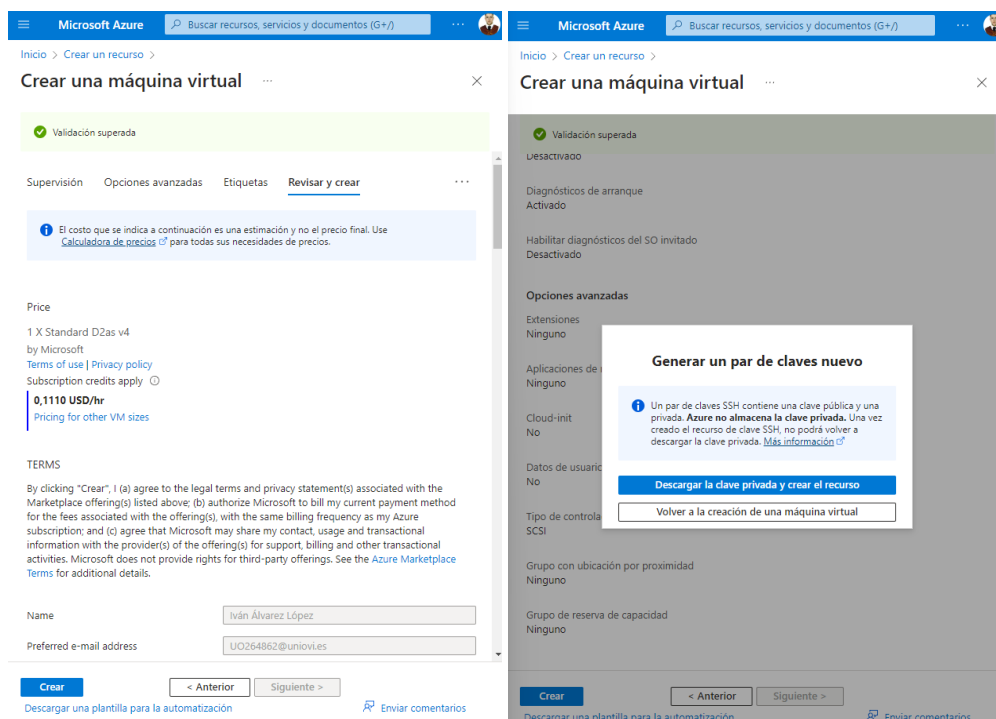 Microsoft Azure
Buscar recursos, servicios y documentos (G+/)
...
Inicio > Crear un recurso >
Crear una máquina virtual ...
Validación superada
Supervisión Opciones avanzadas Etiquetas Revisar y crear ...
El costo que se indica a continuación es una estimación y no el precio final. Use
Calculadora de precios para todas sus necesidades de precios.
Price
1 X Standard D2as v4
by Microsoft
Terms of use | Privacy policy
Subscription credits apply
0,1110 USD/hr
Pricing for other VM sizes
TERMS
By clicking "Crear", I (a) agree to the legal terms and privacy statement(s) associated with the
Marketplace offering(s) listed above; (b) authorize Microsoft to bill my current payment method
for the fees associated with the offering(s), with the same billing frequency as my Azure
subscription; and (c) agree that Microsoft may share my contact, usage and transactional
information with the provider(s) of the offering(s) for support, billing and other transactional
activities. Microsoft does not provide rights for third-party offerings. See the Azure Marketplace
Terms for additional details.
Name Iván Álvarez López
Preferred e-mail address UO264862@uniovi.es
Crear < Anterior Siguiente >
Descargar una plantilla para la automatización Enviar comentarios
Microsoft Azure
Buscar recursos, servicios y documentos (G+/)
...
Inicio > Crear un recurso >
Crear una máquina virtual ...
Validación superada
Desactivado
Diagnósticos de arranque
Activado
Habilitar diagnósticos del SO invitado
Desactivado
Opciones avanzadas
Extensiones
Ninguno
Aplicaciones de
Ninguno
Cloud-init
No
Datos de usuario
No
Tipo de controla
SCSI
Grupo con ubicación por proximidad
Ninguno
Grupo de reserva de capacidad
Ninguno
Generar un par de claves nuevo
Un par de claves SSH contiene una clave pública y una
privada. Azure no almacena la clave privada. Una vez
creado el recurso de clave SSH, no podrá volver a
descargar la clave privada. Más información
Descargar la clave privada y crear el recurso
Volver a la creación de una máquina virtual
Crear < Anterior Siguiente >
Descargar una plantilla para la automatización Enviar comentarios